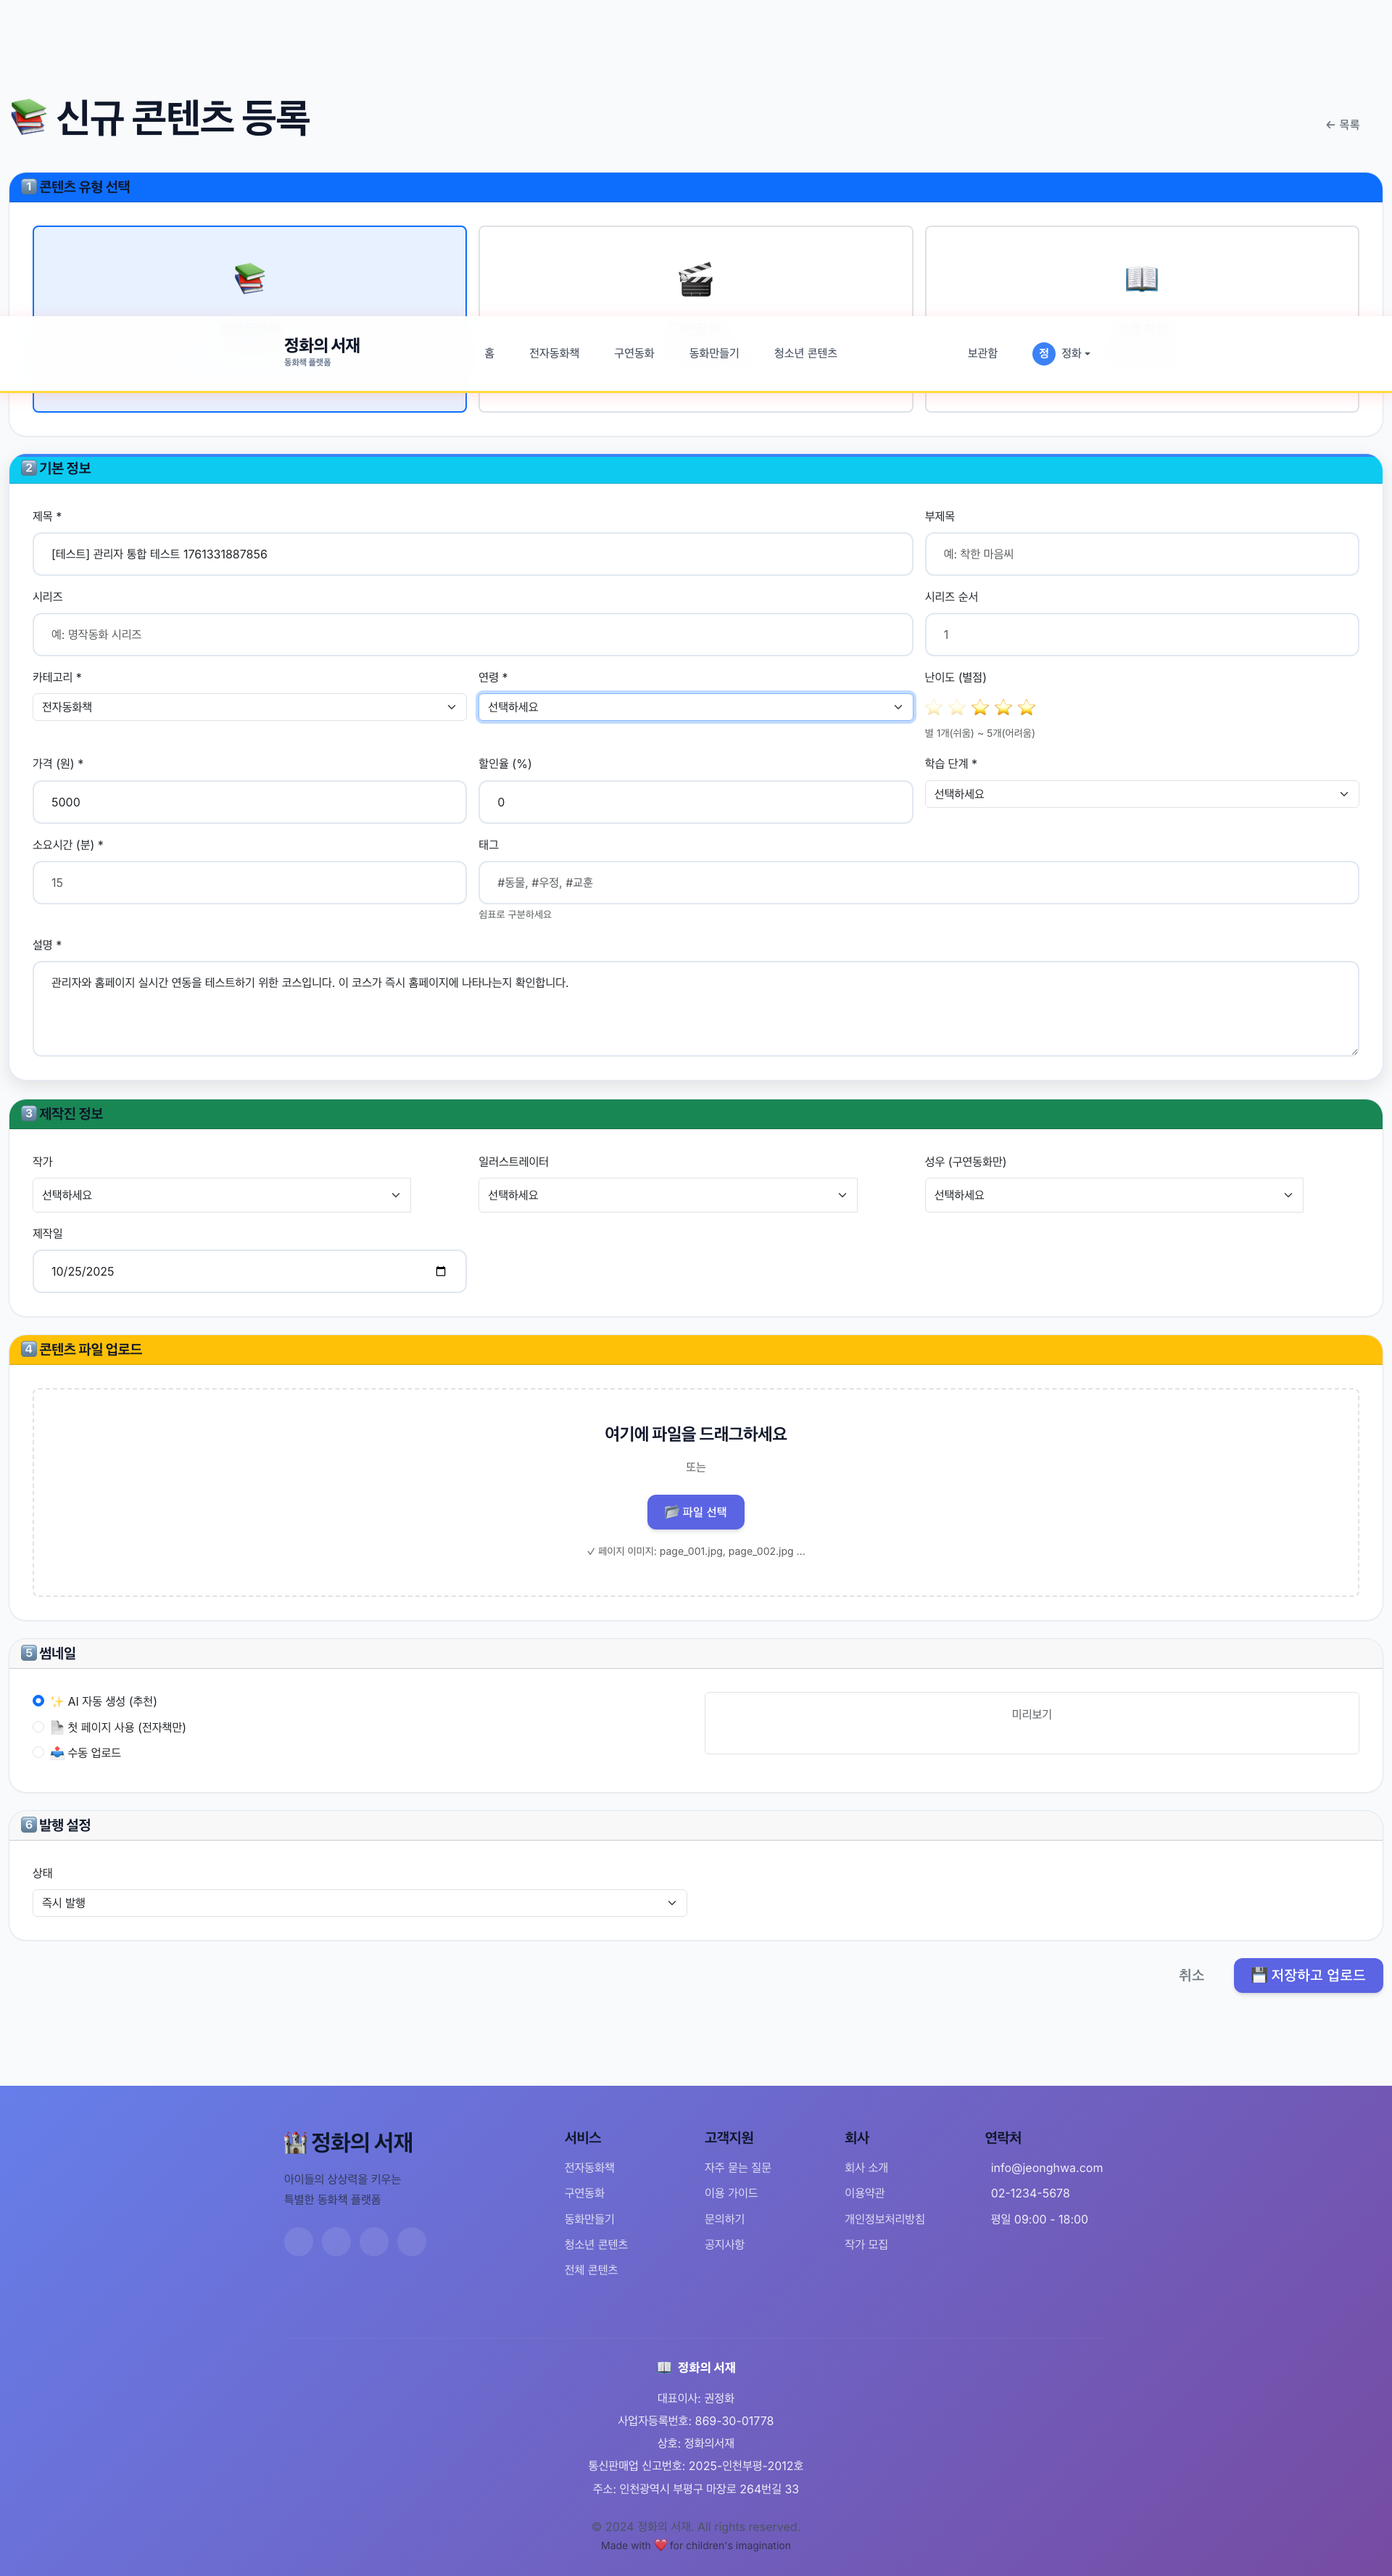 📚 신규 콘텐츠 등록
← 목록
1️⃣ 콘텐츠 유형 선택
정화의 서재
동화책 플랫폼
홈
전자동화책
구연동화
동화만들기
청소년 콘텐츠
보관함
정 정화
2️⃣ 기본 정보
제목 *
부제목
[테스트] 관리자 통합 테스트 1761331887856
예: 착한 마음씨
시리즈
시리즈 순서
예: 명작동화 시리즈
1
카테고리 *
연령 *
난이도 (별점)
전자동화책
선택하세요
⭐⭐⭐⭐⭐
별 1개(쉬움) ~ 5개(어려움)
가격 (원) *
할인율 (%)
학습 단계 *
5000
0
선택하세요
소요시간 (분) *
태그
15
#동물, #우정, #교훈
쉼표로 구분하세요
설명 *
관리자와 홈페이지 실시간 연동을 테스트하기 위한 코스입니다. 이 코스가 즉시 홈페이지에 나타나는지 확인합니다.
3️⃣ 제작진 정보
작가
일러스트레이터
성우 (구연동화만)
선택하세요
선택하세요
선택하세요
제작일
10/25/2025
4️⃣ 콘텐츠 파일 업로드
여기에 파일을 드래그하세요
또는
📁 파일 선택
✓ 페이지 이미지: page_001.jpg, page_002.jpg ...
5️⃣ 썸네일
✨ AI 자동 생성 (추천)
📄 첫 페이지 사용 (전자책만)
📤 수동 업로드
미리보기
6️⃣ 발행 설정
상태
즉시 발행
취소
💾 저장하고 업로드
🏰 정화의 서재
아이들의 상상력을 키우는
특별한 동화책 플랫폼
서비스
전자동화책
구연동화
동화만들기
청소년 콘텐츠
전체 콘텐츠
고객지원
자주 묻는 질문
이용 가이드
문의하기
공지사항
회사
회사 소개
이용약관
개인정보처리방침
작가 모집
연락처
info@jeonghwa.com
02-1234-5678
평일 09:00 - 18:00
📖 정화의 서재
대표이사: 권정화
사업자등록번호: 869-30-01778
상호: 정화의서재
통신판매업 신고번호: 2025-인천부평-2012호
주소: 인천광역시 부평구 마장로 264번길 33
© 2024 정화의 서재. All rights reserved.
Made with ❤️ for children's imagination